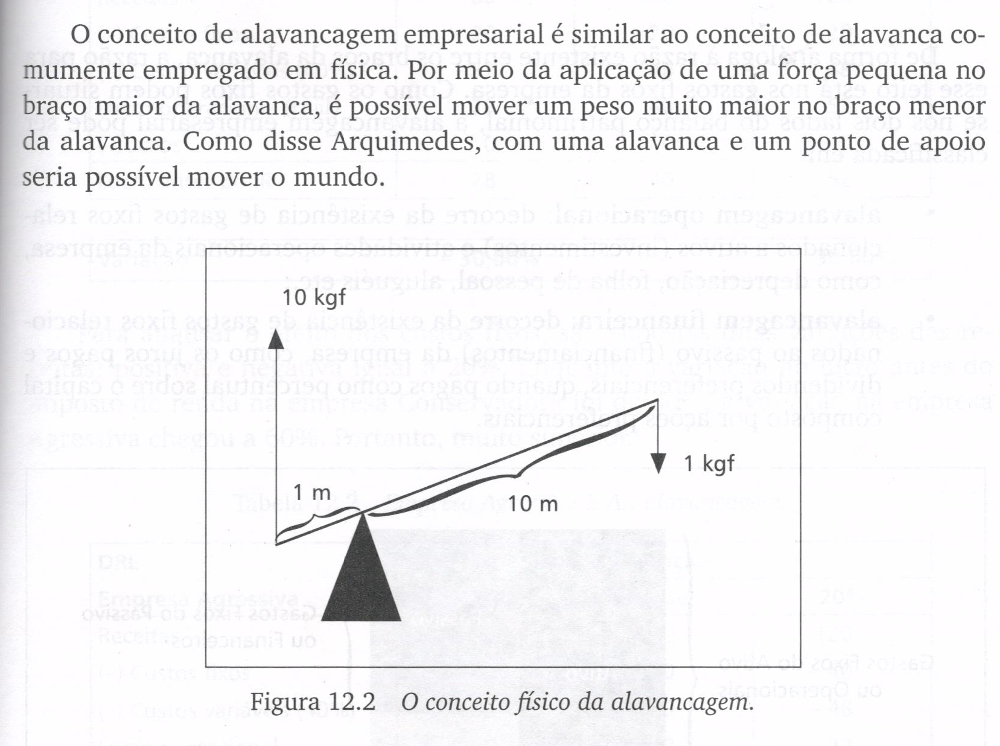 O conceito de alavancagem empresarial é similar ao conceito de alavanca co-
mumente empregado em física. Por meio da aplicação de uma força pequena no
braço maior da alavanca, é possível mover um peso muito maior no braço menor
da alavanca. Como disse Arquimedes, com uma alavanca e um ponto de apoio
seria possível mover o mundo.
10 kgf
1 kgf
1 m
10 m
Figura 12.2 O conceito físico da alavancagem.